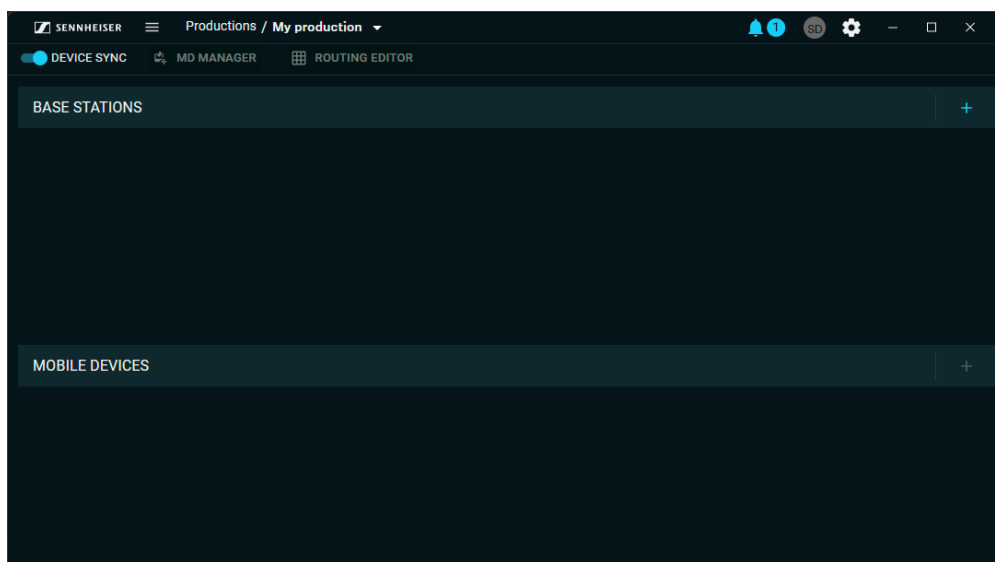 SENNHEISER Productions / My production 1 SD
DEVICE SYNC MD MANAGER ROUTING EDITOR
BASE STATIONS
MOBILE DEVICES